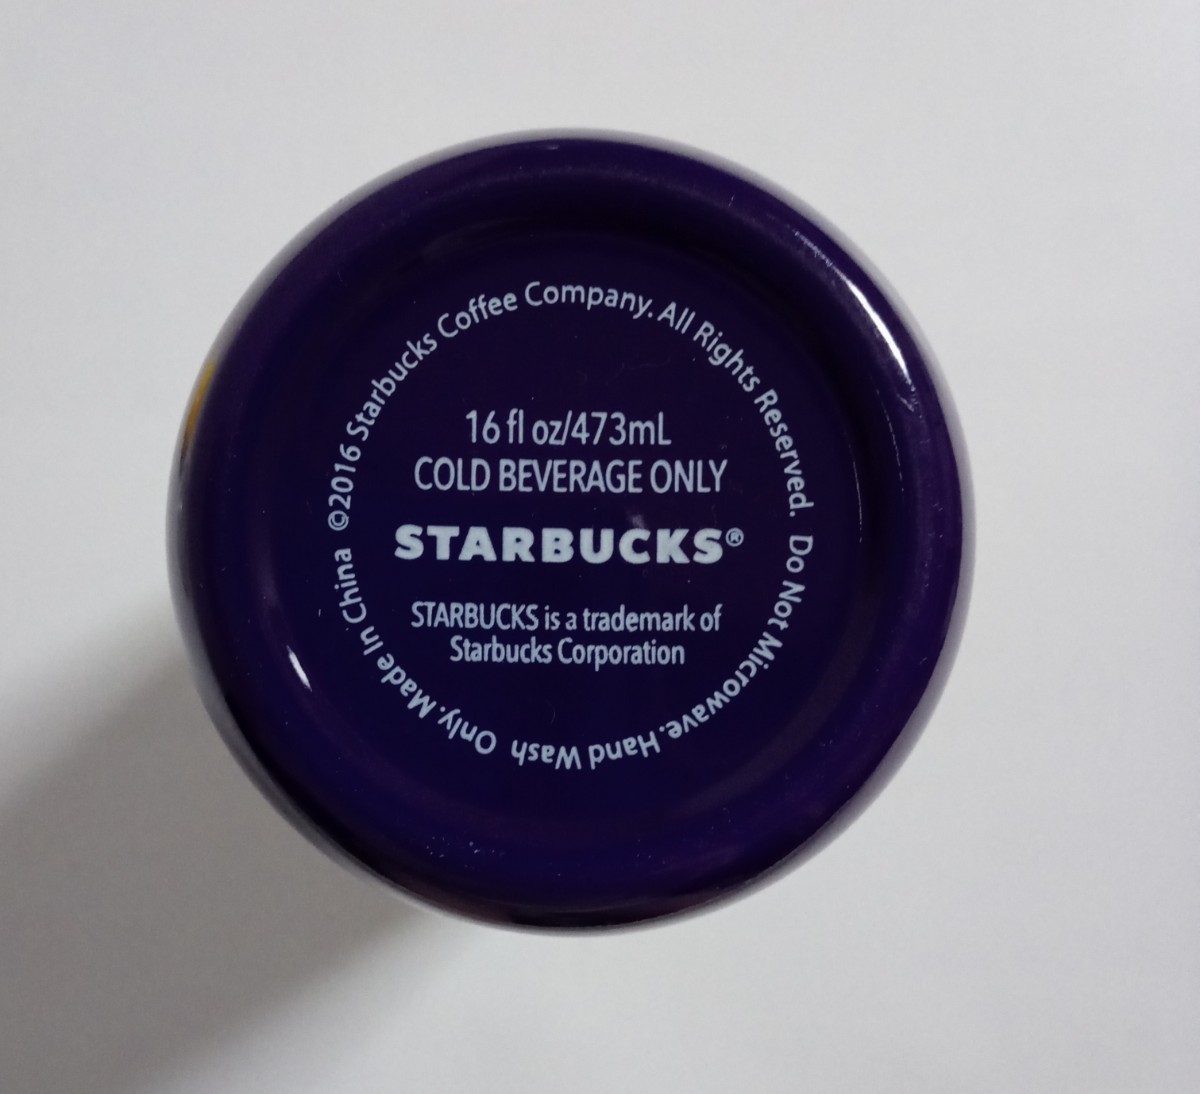 ©2016 Starbucks Coffee Company. All Rights Reserved. Do Not Microwave. Hand Wash Only. Made In China
16 fl oz/473mL
COLD BEVERAGE ONLY
STARBUCKS®
STARBUCKS is a trademark of
Starbucks Corporation